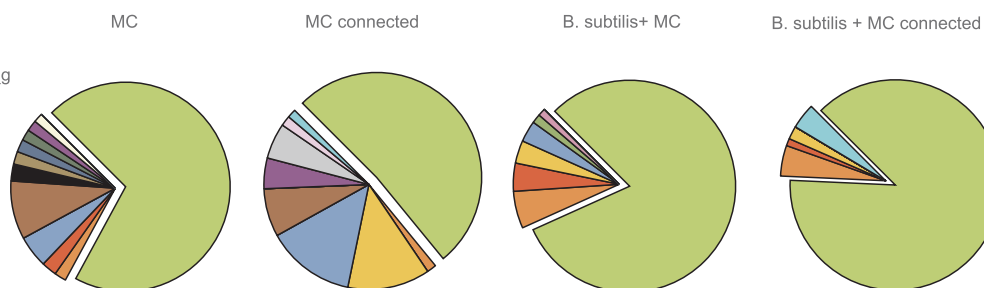 MC
MC connected
B. subtilis+ MC
B. subtilis + MC connected
g